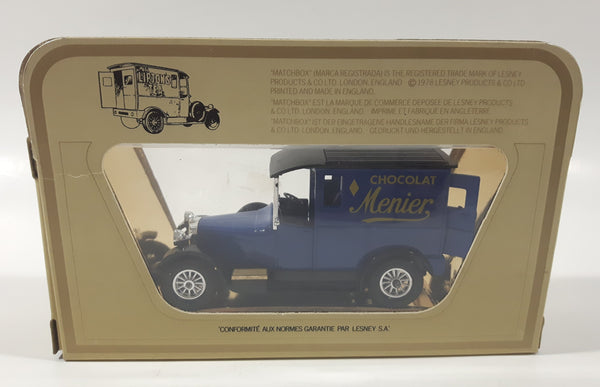 LIPTON'S
"MATCHBOX" (MARCA REGISTRADA) IS THE REGISTERED TRADE MARK OF LESNEY
PRODUCTS & CO LTD. LONDON, ENGLAND © 1978 LESNEY PRODUCTS & CO LTD
PRINTED AND MADE IN ENGLAND.
"MATCHBOX" EST LA MARQUE DE COMMERCE DEPOSEE DE LESNEY PRODUCTS
& CO LTD. LONDON, ENGLAND. IMPRIME ET FABRIQUE EN ANGLETERRE
"MATCHBOX" IST DER EINGETRAGENE HANDELSNAME DER FIRMA LESNEY PRODUCTS
& CO LTD. LONDON, ENGLAND. GEDRUCKT UND HERGESTELLT IN ENGLAND.
CHOCOLAT
Menier
"CONFORMITÉ AUX NORMES GARANTIE PAR LESNEY S.A."